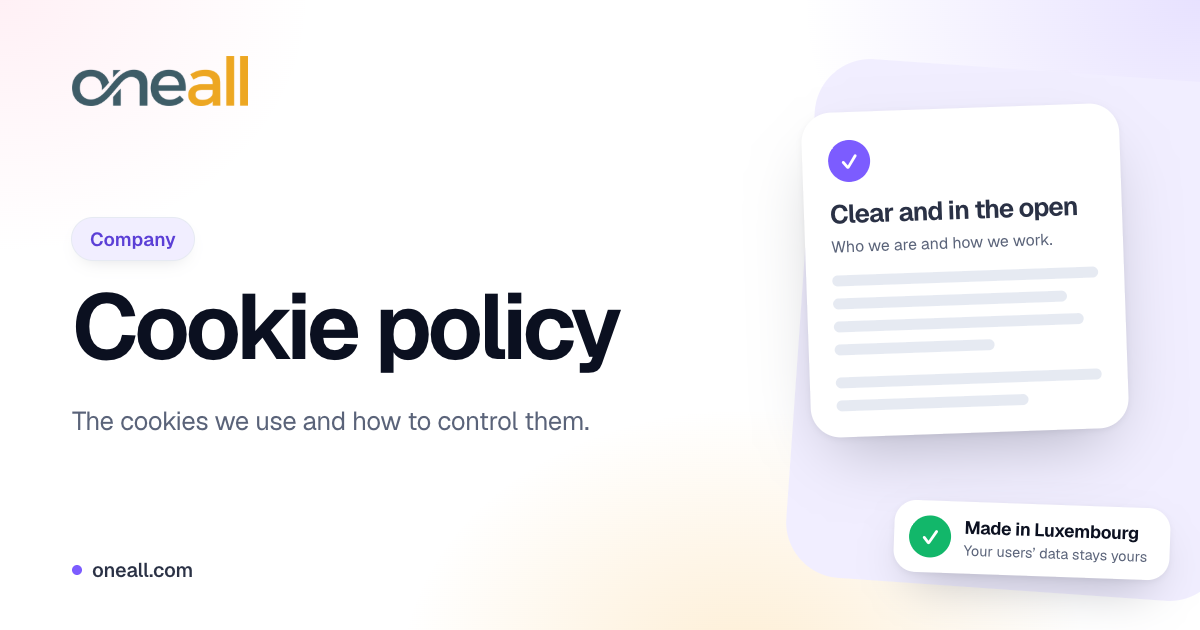 oneall
Company
Cookie policy
The cookies we use and how to control them.
oneall.com
Clear and in the open
Who we are and how we work.
Made in Luxembourg
Your users’ data stays yours